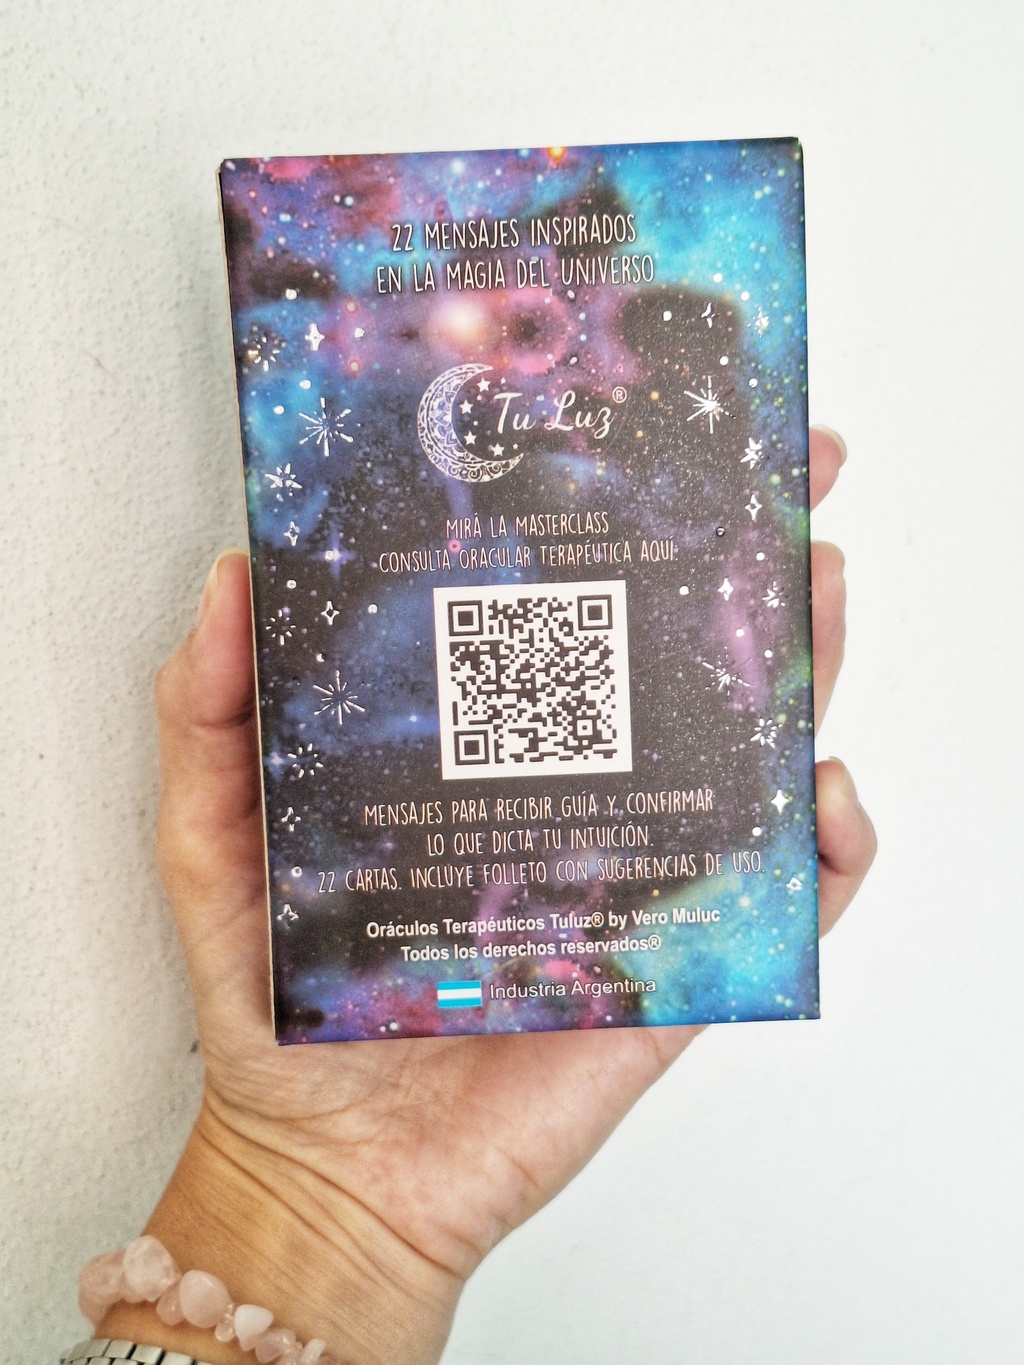 22 MENSAJES INSPIRADOS
EN LA MAGIA DEL UNIVERSO
Tu Luz®
MIRÁ LA MASTERCLASS
CONSULTA ORACULAR TERAPÉUTICA AQUI
MENSAJES PARA RECIBIR GUÍA Y CONFIRMAR
LO QUE DICTA TU INTUICIÓN.
22 CARTAS. INCLUYE FOLLETO CON SUGERENCIAS DE USO.
Oráculos Terapéuticos Tuluz® by Vero Muluc
Todos los derechos reservados®
Industria Argentina